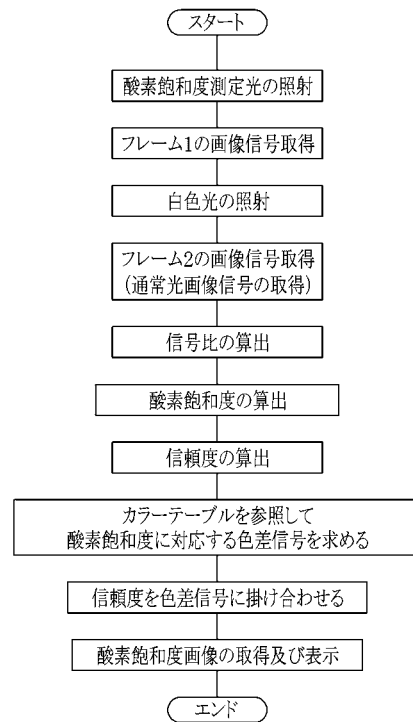 スタート
酸素飽和度測定光の照射
フレーム1の画像信号取得
白色光の照射
フレーム2の画像信号取得
(通常光画像信号の取得)
信号比の算出
酸素飽和度の算出
信頼度の算出
カラーテーブルを参照して
酸素飽和度に対応する色差信号を求める
信頼度を色差信号に掛け合わせる
酸素飽和度画像の取得及び表示
エンド